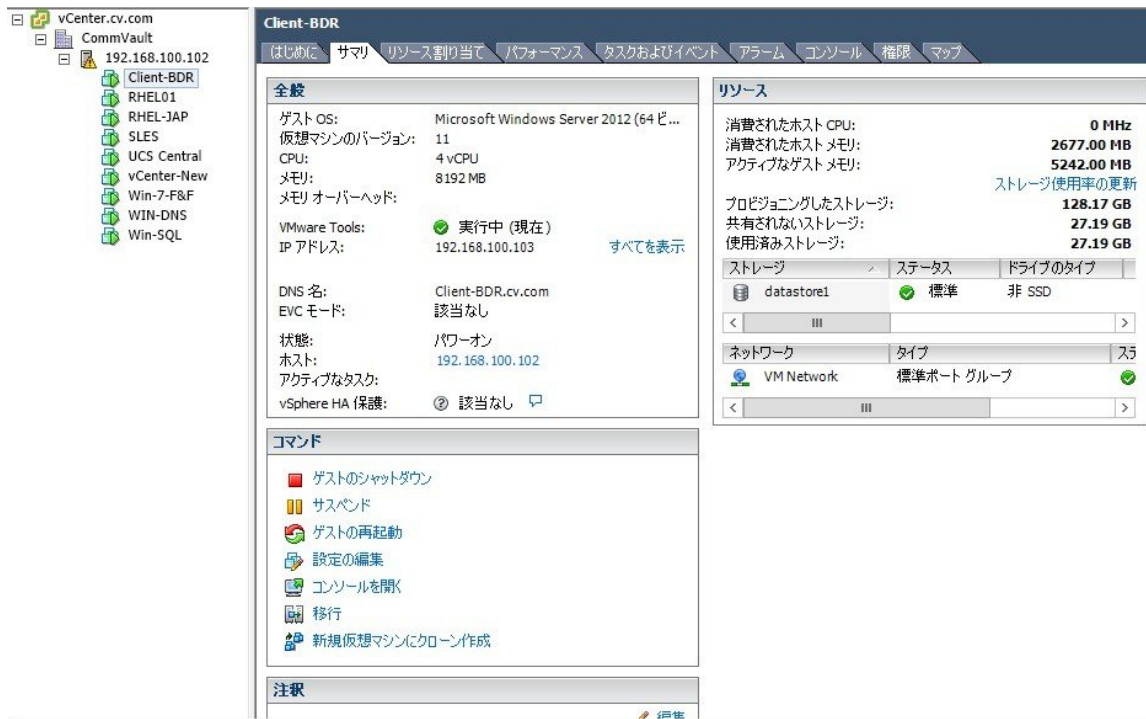 vCenter.cv.com
CommVault
192.168.100.102
Client-BDR
RHEL01
RHEL-JAP
SLES
UCS Central
vCenter-New
Win-7-F&F
WIN-DNS
Win-SQL
Client-BDR
はじめに サマリ リソース割り当て パフォーマンス タスクおよびイベント アラーム コンソール 権限 マップ
全般
ゲスト OS: Microsoft Windows Server 2012 (64 ビ...
仮想マシンのバージョン: 11
CPU: 4 vCPU
メモリ: 8192 MB
メモリ オーバーヘッド:
VMware Tools: 実行中 (現在)
IP アドレス: 192.168.100.103 すべてを表示
DNS 名: Client-BDR.cv.com
EVC モード: 該当なし
状態: パワーオン
ホスト: 192.168.100.102
アクティブなタスク:
vSphere HA 保護: 該当なし
コマンド
ゲストのシャットダウン
サスペンド
ゲストの再起動
設定の編集
コンソールを開く
移行
新規仮想マシンにクローン作成
注釈
編集
リソース
消費されたホスト CPU: 0 MHz
消費されたホスト メモリ: 2677.00 MB
アクティブなゲスト メモリ: 5242.00 MB
ストレージ使用率の更新
プロビジョニングしたストレージ: 128.17 GB
共有されないストレージ: 27.19 GB
使用済みストレージ: 27.19 GB
ストレージ ステータス ドライブのタイプ
datastore1 標準 非 SSD
ネットワーク タイプ ステ
VM Network 標準ポート グループ